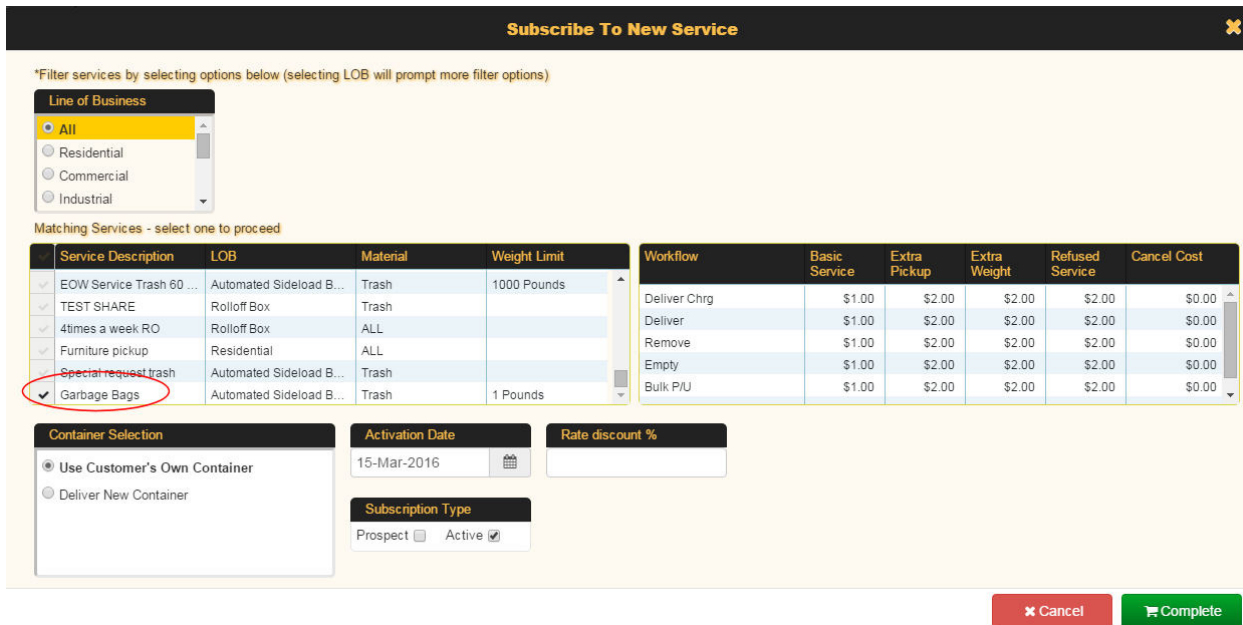 Subscribe To New Service
*Filter services by selecting options below (selecting LOB will prompt more filter options)
Line of Business
All
Residential
Commercial
Industrial
Matching Services - select one to proceed
Service Description LOB Material Weight Limit
EOW Service Trash 60 ... Automated Sideload B... Trash 1000 Pounds
TEST SHARE Rolloff Box Trash
4times a week RO Rolloff Box ALL
Furniture pickup Residential ALL
Special request trash Automated Sideload B... Trash
Garbage Bags Automated Sideload B... Trash 1 Pounds
Workflow Basic Service Extra Pickup Extra Weight Refused Service Cancel Cost
Deliver Chrg $1.00 $2.00 $2.00 $2.00 $0.00
Deliver $1.00 $2.00 $2.00 $2.00 $0.00
Remove $1.00 $2.00 $2.00 $2.00 $0.00
Empty $1.00 $2.00 $2.00 $2.00 $0.00
Bulk P/U $1.00 $2.00 $2.00 $2.00 $0.00
Container Selection
Use Customer's Own Container
Deliver New Container
Activation Date
15-Mar-2016
Rate discount %
Subscription Type
Prospect Active
Cancel Complete